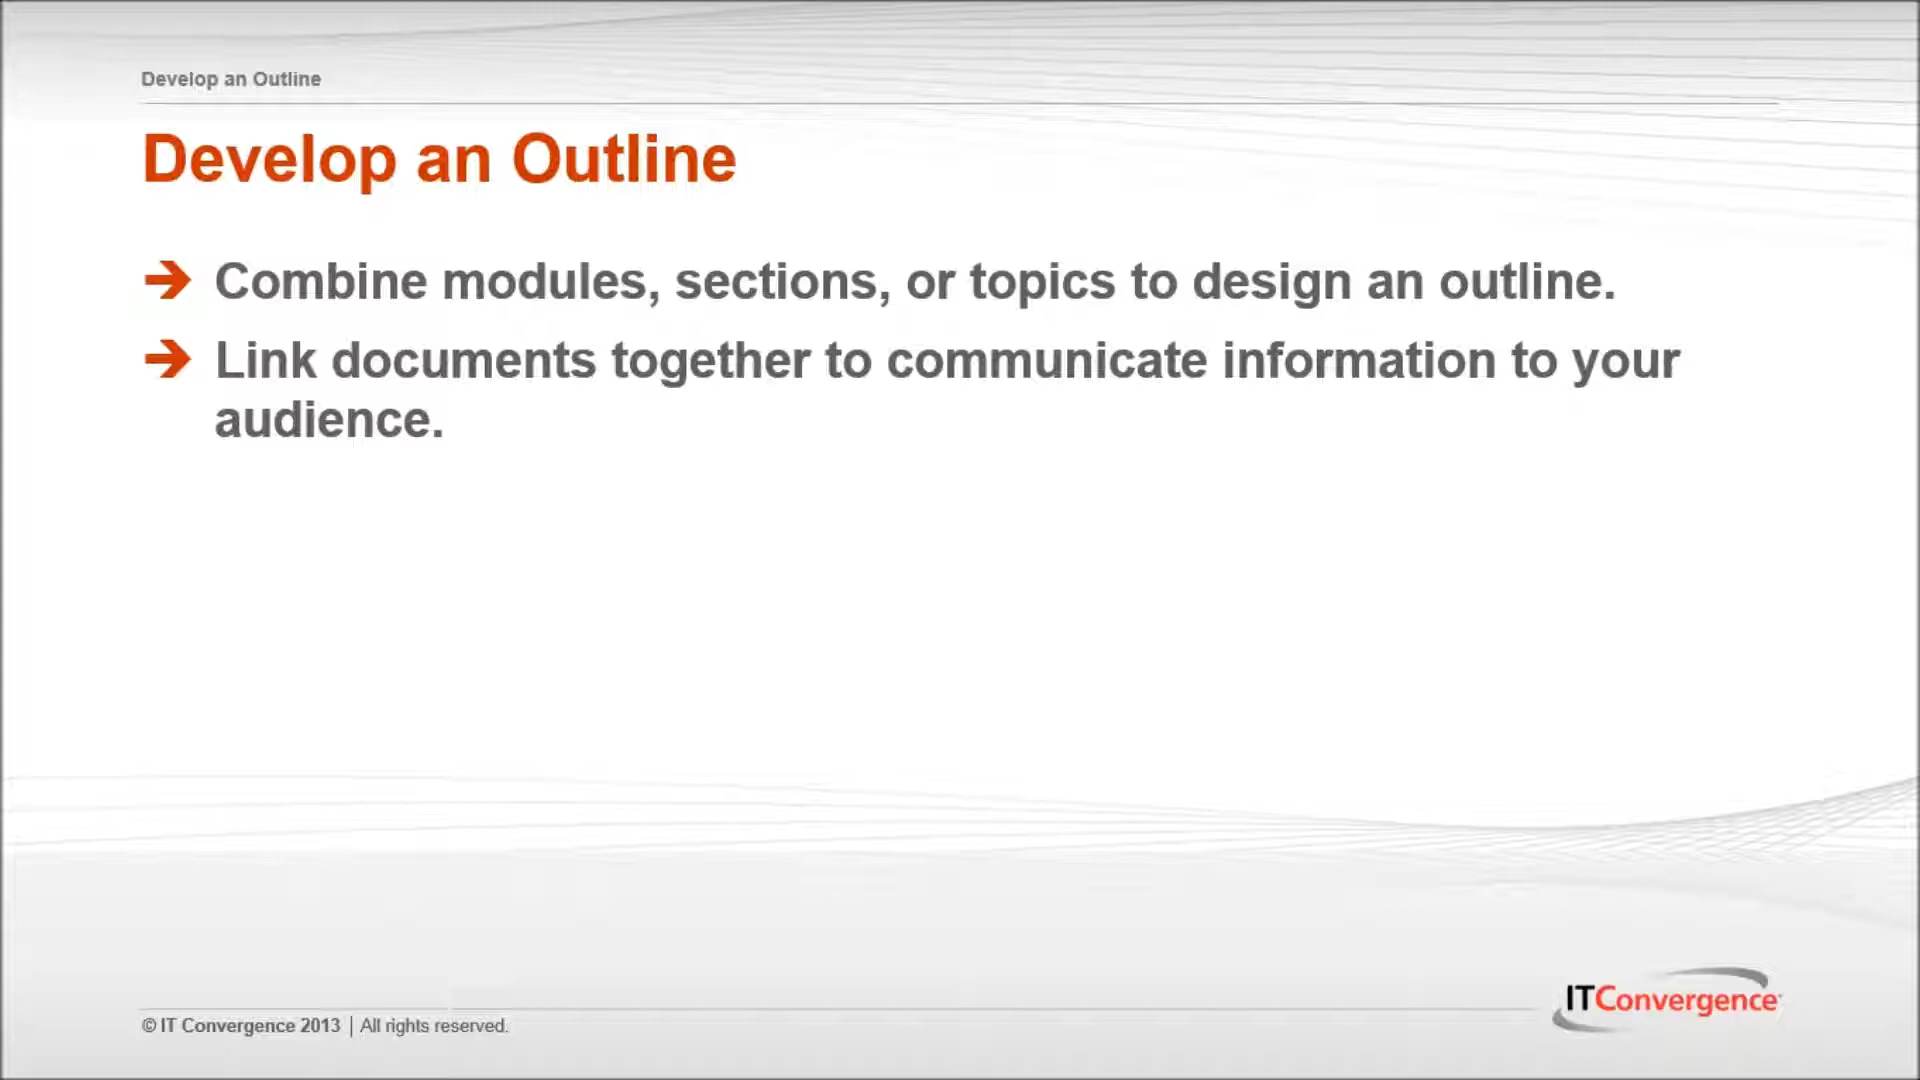 Develop an Outline
Develop an Outline
Combine modules, sections, or topics to design an outline.
Link documents together to communicate information to your
audience.
© IT Convergence 2013 | All rights reserved.
ITConvergence